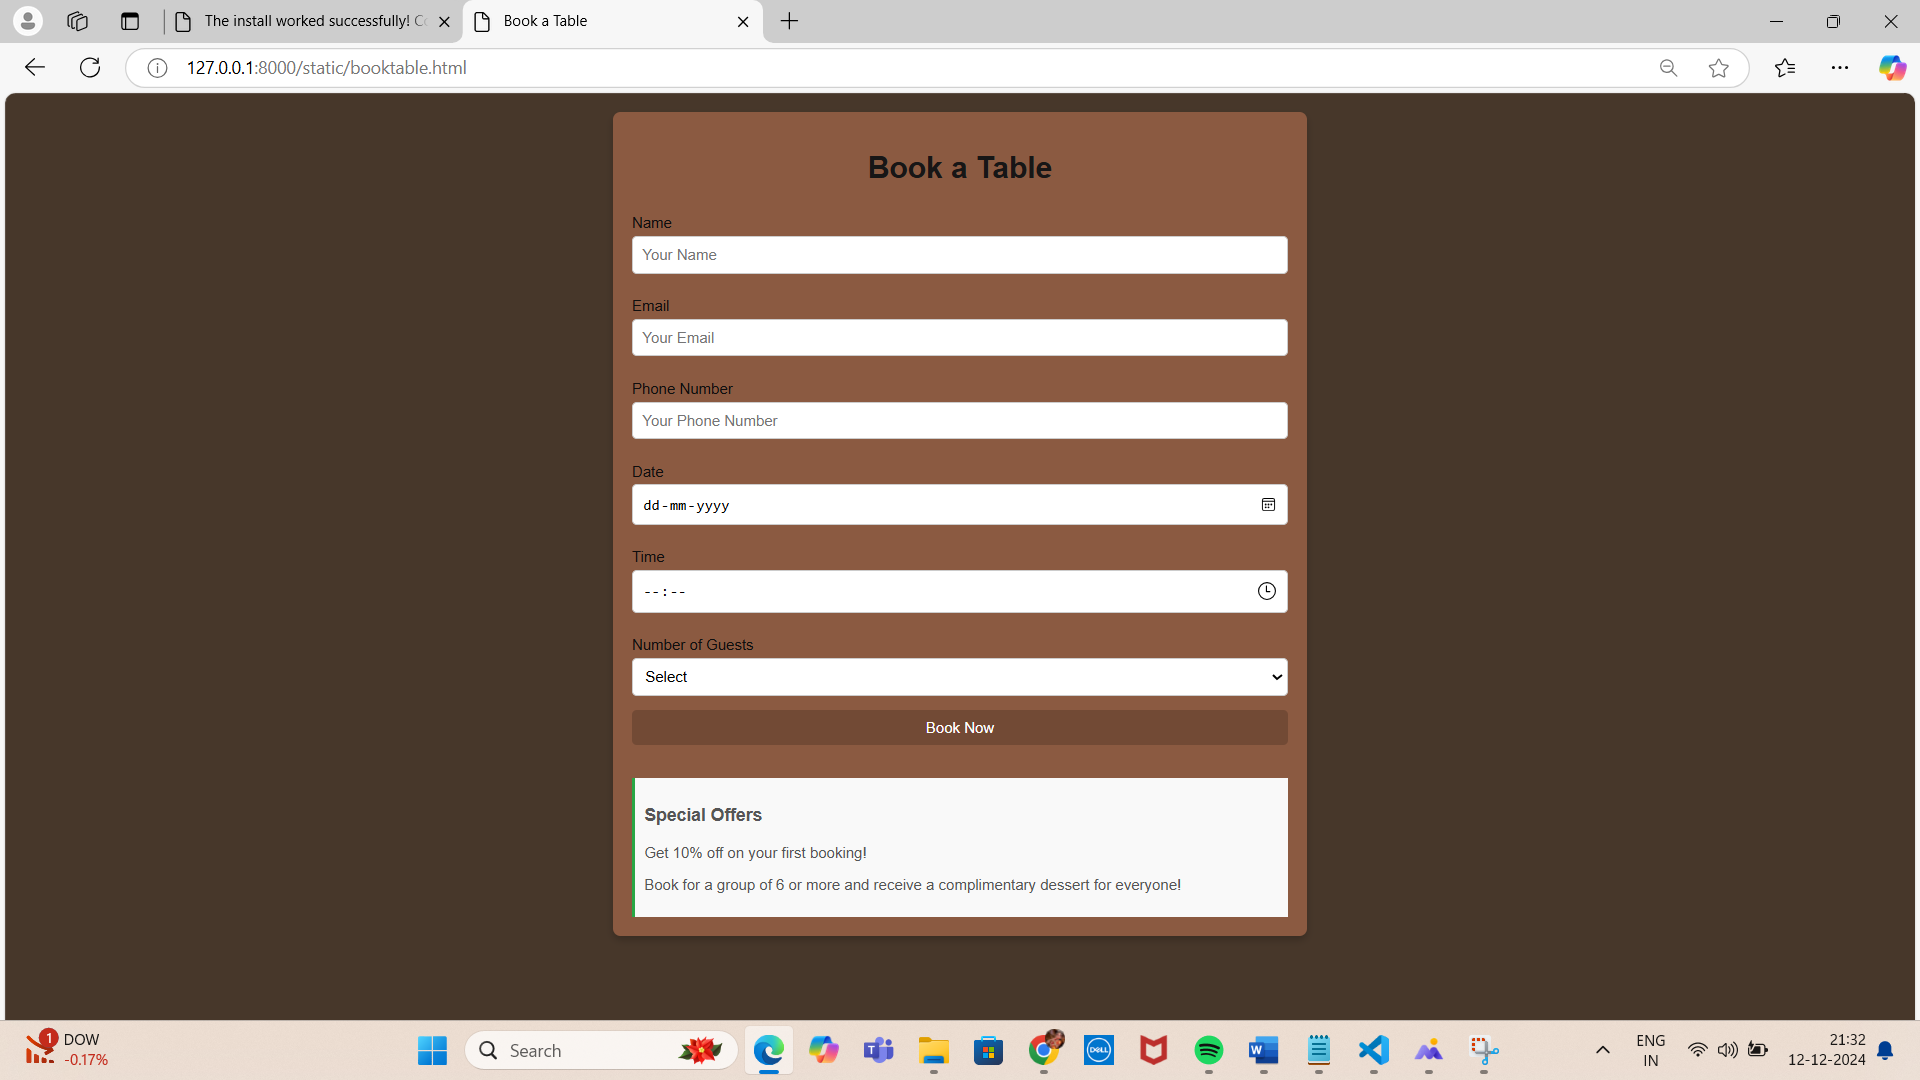 The install worked successfully! Co
Book a Table
127.0.0.1:8000/static/booktable.html
Book a Table
Name
Your Name
Email
Your Email
Phone Number
Your Phone Number
Date
dd-mm-yyyy
Time
--:--
Number of Guests
Select
Book Now
Special Offers
Get 10% off on your first booking!
Book for a group of 6 or more and receive a complimentary dessert for everyone!
1
DOW
-0.17%
Search
DELL
W
ENG
IN
21:32
12-12-2024